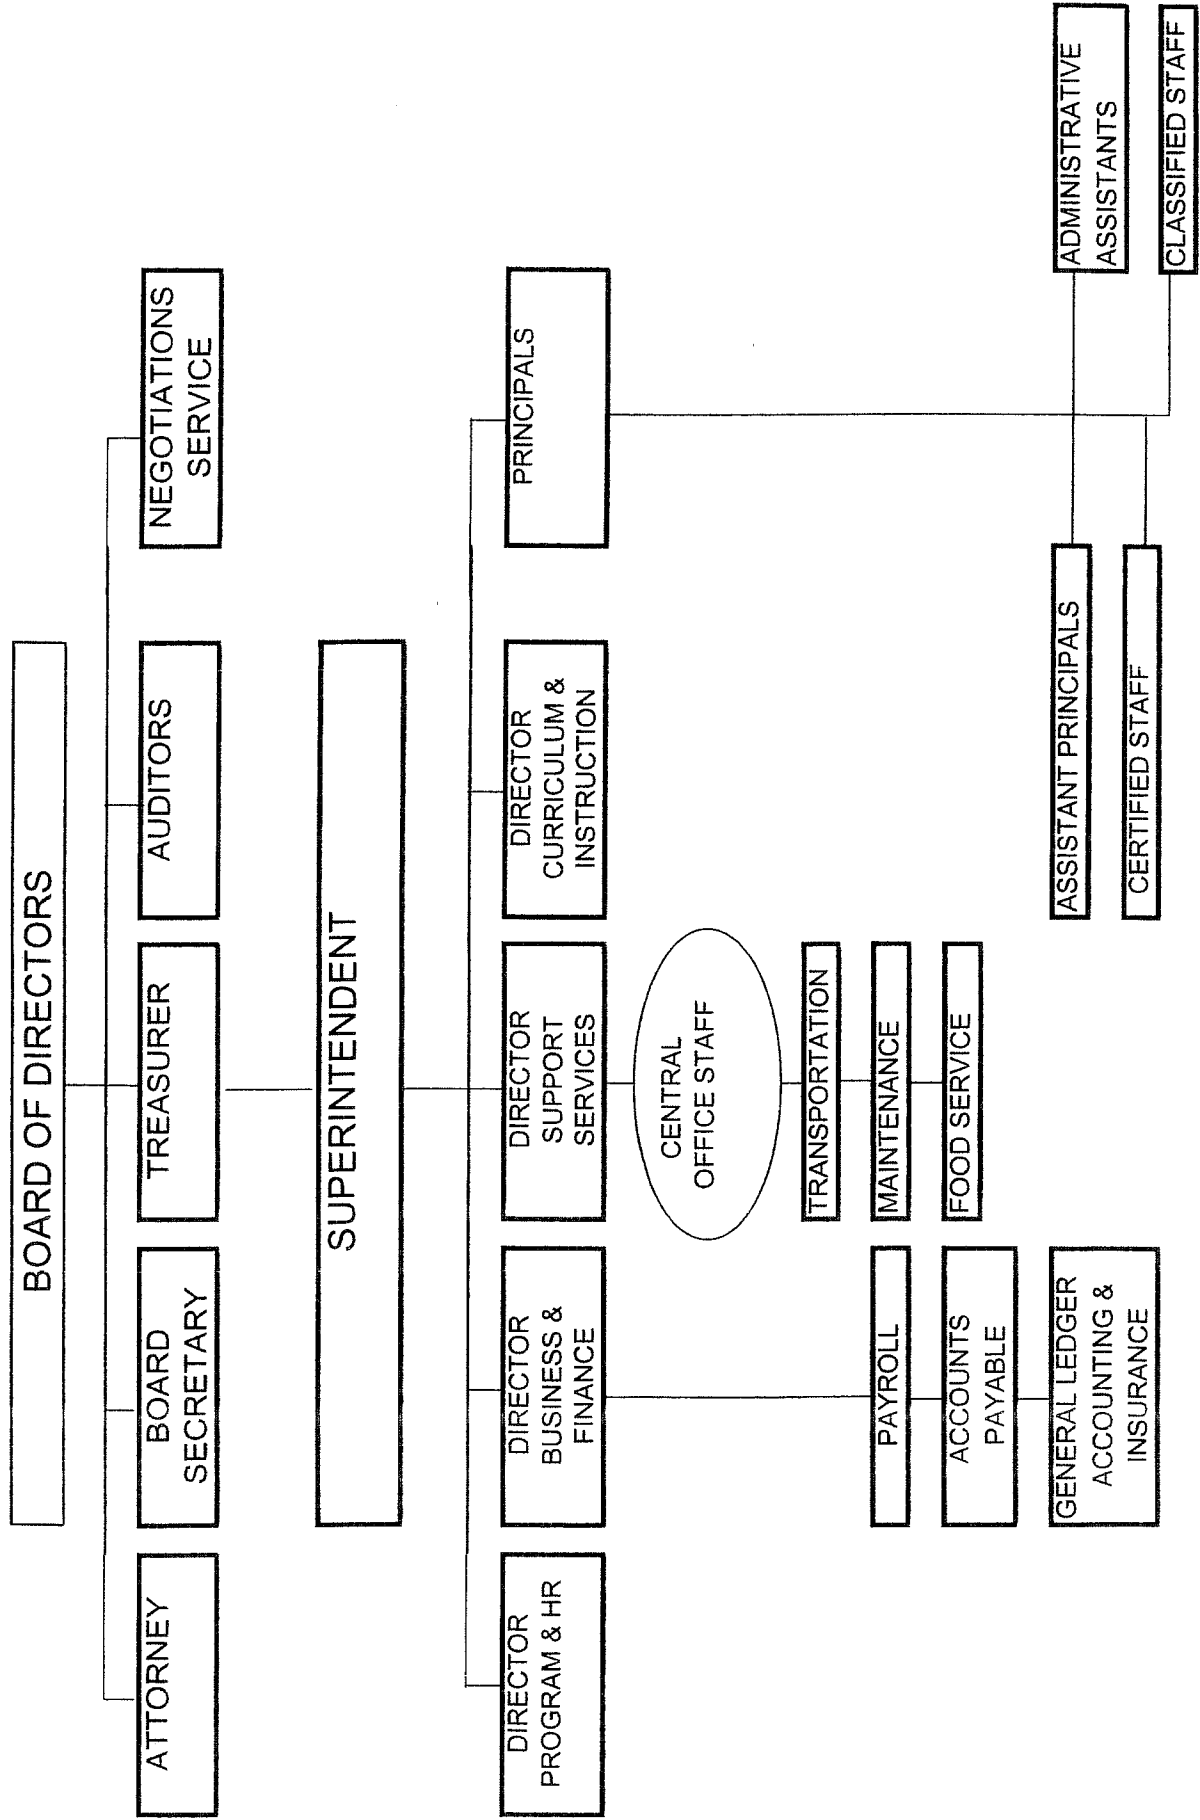 BOARD OF DIRECTORS
ATTORNEY
BOARD
SECRETARY
TREASURER
AUDITORS
NEGOTIATIONS
SERVICE
SUPERINTENDENT
DIRECTOR
PROGRAM & HR
DIRECTOR
BUSINESS &
FINANCE
DIRECTOR
SUPPORT
SERVICES
DIRECTOR
CURRICULUM &
INSTRUCTION
PRINCIPALS
CENTRAL
OFFICE STAFF
TRANSPORTATION
MAINTENANCE
FOOD SERVICE
PAYROLL
ACCOUNTS
PAYABLE
GENERAL LEDGER
ACCOUNTING &
INSURANCE
ASSISTANT PRINCIPALS
ADMINISTRATIVE
ASSISTANTS
CERTIFIED STAFF
CLASSIFIED STAFF